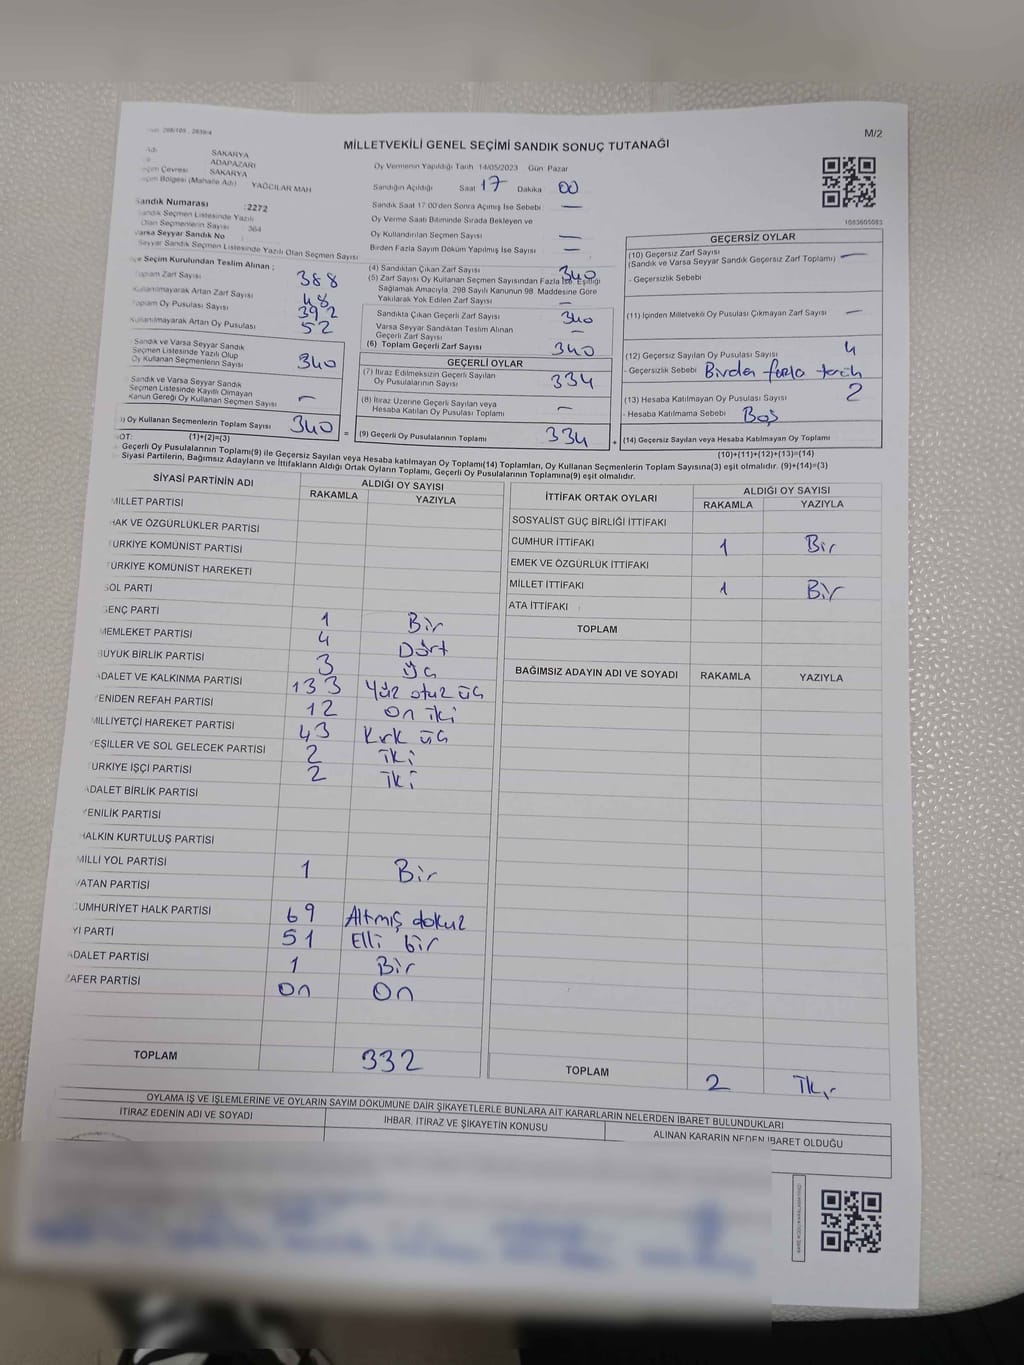 M/2
MİLLETVEKİLİ GENEL SEÇİMİ SANDIK SONUÇ TUTANAĞI
SAKARYA
ADAPAZARI
SAKARYA
Bölgesi (Mahalle Adı) YAĞCILAR MAH
Sandık Numarası :2272
Sandık Seçmen Listesinde Yazılı
Olan Seçmenlerin Sayısı 364
Varsa Seyyar Sandık No :
Seyyar Sandık Seçmen Listesinde Yazılı Olan Seçmen Sayısı
Oy Vermenin Yapıldığı Tarih 14/05/2023 Gün Pazar
Sandığın Açıldığı Saat 17 Dakika 00
Sandık Saat 17:00'den Sonra Açılmış İse Sebebi —
Oy Verme Saati Bitiminde Sırada Bekleyen ve
Oy Kullandırılan Seçmen Sayısı —
Birden Fazla Sayım Döküm Yapılmış İse Sayısı —
1083605083
Seçim Kurulundan Teslim Alınan ;
Toplam Zarf Sayısı 388
Kullanılmayarak Artan Zarf Sayısı 48
Toplam Oy Pusulası Sayısı 392
Kullanılmayarak Artan Oy Pusulası 52
Sandık ve Varsa Seyyar Sandık
Seçmen Listesinde Yazılı Olup
Oy Kullanan Seçmenlerin Sayısı 340
Sandık ve Varsa Seyyar Sandık
Seçmen Listesinde Kayıtlı Olmayan
Kanun Gereği Oy Kullanan Seçmen Sayısı —
Oy Kullanan Seçmenlerin Toplam Sayısı 340
(1)+(2)=(3)
(4) Sandıktan Çıkan Zarf Sayısı 340
(5) Zarf Sayısı Oy Kullanan Seçmen Sayısından Fazla İse, Eşitliği
Sağlamak Amacıyla; 298 Sayılı Kanunun 98. Maddesine Göre
Yakılarak Yok Edilen Zarf Sayısı —
Sandıkta Çıkan Geçerli Zarf Sayısı 340
Varsa Seyyar Sandıktan Teslim Alınan
Geçerli Zarf Sayısı —
(6) Toplam Geçerli Zarf Sayısı 340
GEÇERLİ OYLAR
(7) İtiraz Edilmeksizin Geçerli Sayılan
Oy Pusulalarının Sayısı 334
(8) İtiraz Üzerine Geçerli Sayılan veya
Hesaba Katılan Oy Pusulası Toplamı —
= (9) Geçerli Oy Pusulalarının Toplamı 334
GEÇERSİZ OYLAR
(10) Geçersiz Zarf Sayısı
(Sandık ve Varsa Seyyar Sandık Geçersiz Zarf Toplamı) —
- Geçersizlik Sebebi
(11) İçinden Milletvekili Oy Pusulası Çıkmayan Zarf Sayısı —
(12) Geçersiz Sayılan Oy Pusulası Sayısı 4
- Geçersizlik Sebebi Birden fazla tercih
(13) Hesaba Katılmayan Oy Pusulası Sayısı 2
- Hesaba Katılmama Sebebi Boş
+ (14) Geçersiz Sayılan veya Hesaba Katılmayan Oy Toplamı
(10)+(11)+(12)+(13)=(14)
Geçerli Oy Pusulalarının Toplamı(9) ile Geçersiz Sayılan veya Hesaba katılmayan Oy Toplamı(14) Toplamları, Oy Kullanan Seçmenlerin Toplam Sayısına(3) eşit olmalıdır. (9)+(14)=(3)
Siyasi Partilerin, Bağımsız Adayların ve İttifakların Aldığı Ortak Oyların Toplamı, Geçerli Oy Pusulalarının Toplamına(9) eşit olmalıdır.
SİYASİ PARTİNİN ADI ALDIĞI OY SAYISI
RAKAMLA YAZIYLA
MİLLET PARTİSİ
HAK VE ÖZGÜRLÜKLER PARTİSİ
TÜRKİYE KOMÜNİST PARTİSİ
TÜRKİYE KOMÜNİST HAREKETİ
SOL PARTİ
GENÇ PARTİ 1 Bir
MEMLEKET PARTİSİ 4 Dört
BÜYÜK BİRLİK PARTİSİ 3 Üç
ADALET VE KALKINMA PARTİSİ 133 Yüz otuz üç
YENİDEN REFAH PARTİSİ 12 On iki
MİLLİYETÇİ HAREKET PARTİSİ 43 Kırk üç
YEŞİLLER VE SOL GELECEK PARTİSİ 2 İki
TÜRKİYE İŞÇİ PARTİSİ 2 İki
ADALET BİRLİK PARTİSİ
YENİLİK PARTİSİ
HALKIN KURTULUŞ PARTİSİ
MİLLİ YOL PARTİSİ 1 Bir
VATAN PARTİSİ
CUMHURİYET HALK PARTİSİ 69 Altmış dokuz
İYİ PARTİ 51 Elli bir
ADALET PARTİSİ 1 Bir
ZAFER PARTİSİ On On
TOPLAM 332
İTTİFAK ORTAK OYLARI ALDIĞI OY SAYISI
RAKAMLA YAZIYLA
SOSYALİST GÜÇ BİRLİĞİ İTTİFAKI
CUMHUR İTTİFAKI 1 Bir
EMEK VE ÖZGÜRLÜK İTTİFAKI
MİLLET İTTİFAKI 1 Bir
ATA İTTİFAKI
TOPLAM
BAĞIMSIZ ADAYIN ADI VE SOYADI RAKAMLA YAZIYLA
TOPLAM 2 İki
OYLAMA İŞ VE İŞLEMLERİNE VE OYLARIN SAYIM DÖKÜMÜNE DAİR ŞİKAYETLERLE BUNLARA AİT KARARLARIN NELERDEN İBARET BULUNDUKLARI
İTİRAZ EDENİN ADI VE SOYADI İHBAR, İTİRAZ VE ŞİKAYETİN KONUSU ALINAN KARARIN NEDEN İBARET OLDUĞU